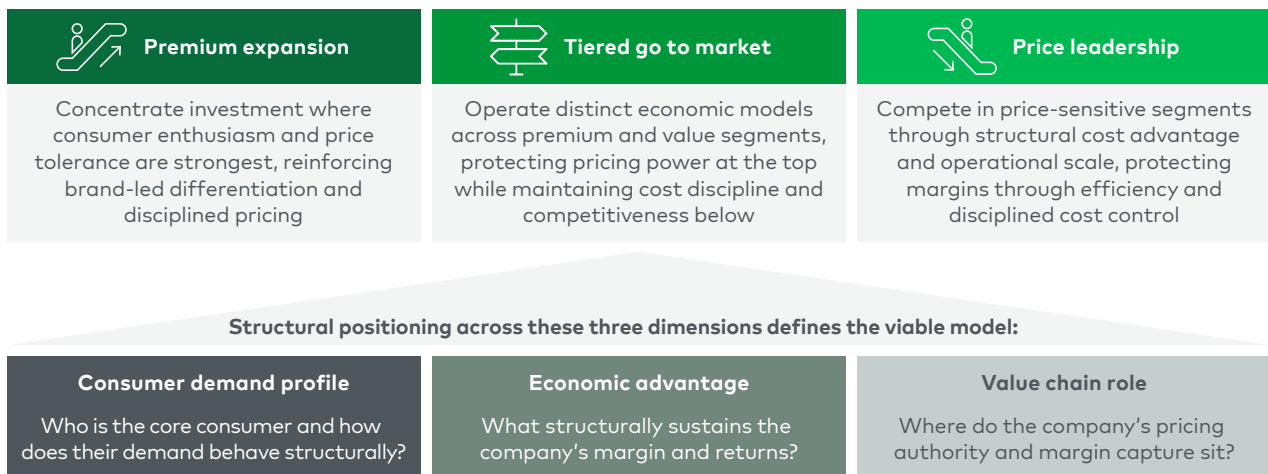 Premium expansion
Concentrate investment where
consumer enthusiasm and price
tolerance are strongest, reinforcing
brand-led differentiation and
disciplined pricing
Tiered go to market
Operate distinct economic models
across premium and value segments,
protecting pricing power at the top
while maintaining cost discipline and
competitiveness below
Price leadership
Compete in price-sensitive segments
through structural cost advantage
and operational scale, protecting
margins through efficiency and
disciplined cost control
Structural positioning across these three dimensions defines the viable model:
Consumer demand profile
Who is the core consumer and how
does their demand behave structurally?
Economic advantage
What structurally sustains the
company’s margin and returns?
Value chain role
Where do the company’s pricing
authority and margin capture sit?